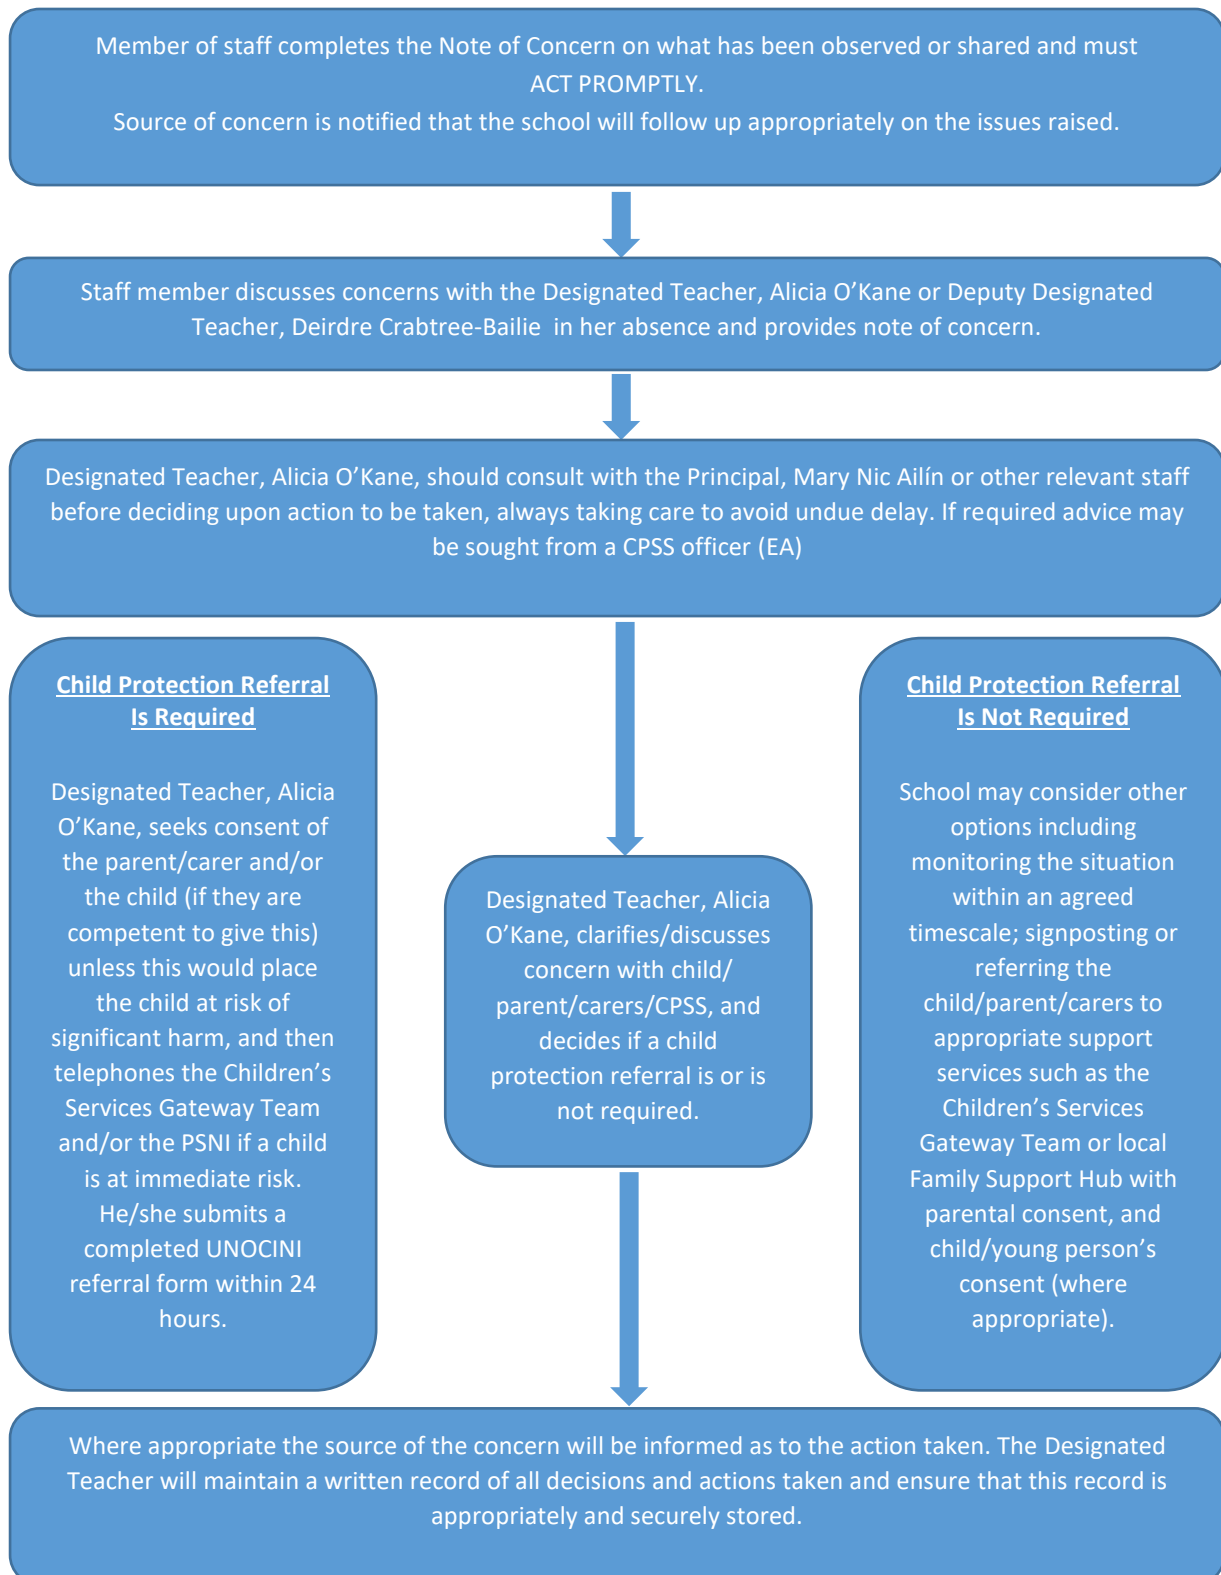 Member of staff completes the Note of Concern on what has been observed or shared and must
ACT PROMPTLY.
Source of concern is notified that the school will follow up appropriately on the issues raised.
Staff member discusses concerns with the Designated Teacher, Alicia O’Kane or Deputy Designated
Teacher, Deirdre Crabtree-Bailie in her absence and provides note of concern.
Designated Teacher, Alicia O’Kane, should consult with the Principal, Mary Nic Ailín or other relevant staff
before deciding upon action to be taken, always taking care to avoid undue delay. If required advice may
be sought from a CPSS officer (EA)
Child Protection Referral
Is Required
Designated Teacher, Alicia
O’Kane, seeks consent of
the parent/carer and/or
the child (if they are
competent to give this)
unless this would place
the child at risk of
significant harm, and then
telephones the Children’s
Services Gateway Team
and/or the PSNI if a child
is at immediate risk.
He/she submits a
completed UNOCINI
referral form within 24
hours.
Designated Teacher, Alicia
O’Kane, clarifies/discusses
concern with child/
parent/carers/CPSS, and
decides if a child
protection referral is or is
not required.
Child Protection Referral
Is Not Required
School may consider other
options including
monitoring the situation
within an agreed
timescale; signposting or
referring the
child/parent/carers to
appropriate support
services such as the
Children’s Services
Gateway Team or local
Family Support Hub with
parental consent, and
child/young person’s
consent (where
appropriate).
Where appropriate the source of the concern will be informed as to the action taken. The Designated
Teacher will maintain a written record of all decisions and actions taken and ensure that this record is
appropriately and securely stored.